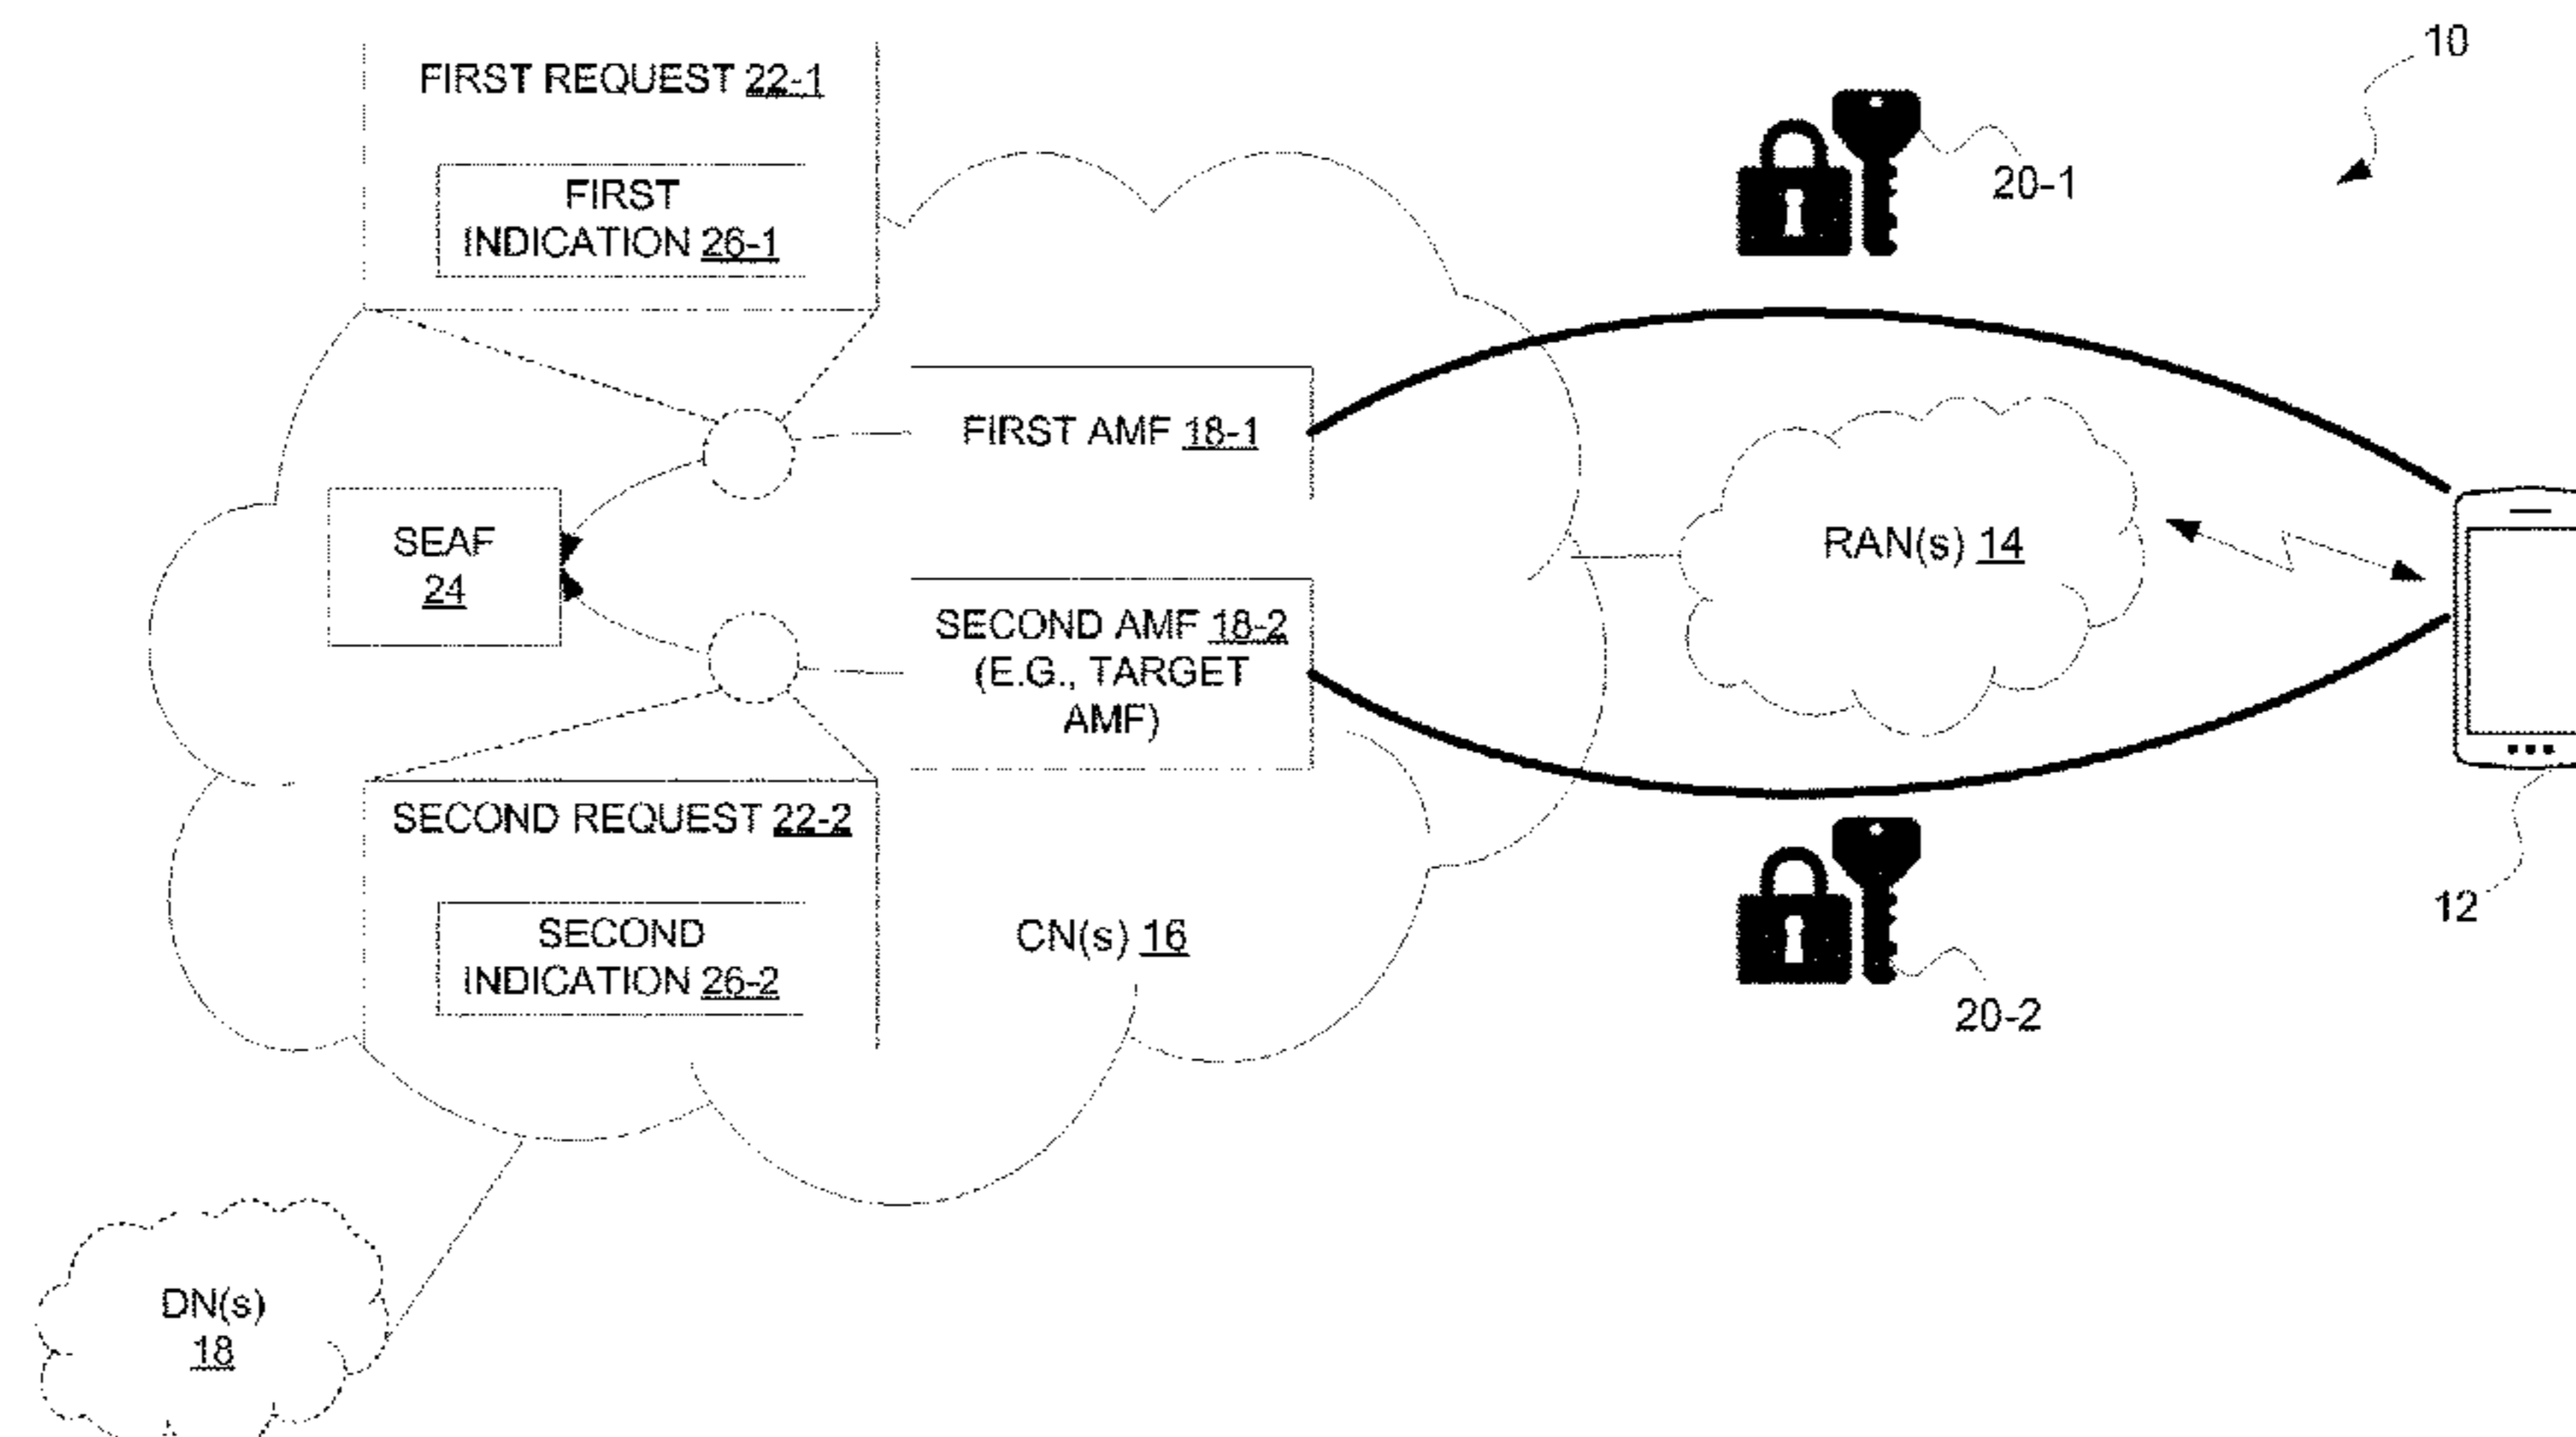 10
FIRST REQUEST 22-1
FIRST
INDICATION 26-1
20-1
FIRST AMF 18-1
SEAF
24
RAN(s) 14
SECOND AMF 18-2
(E.G., TARGET
AMF)
SECOND REQUEST 22-2
SECOND
INDICATION 26-2
CN(s) 16
12
20-2
DN(s)
18